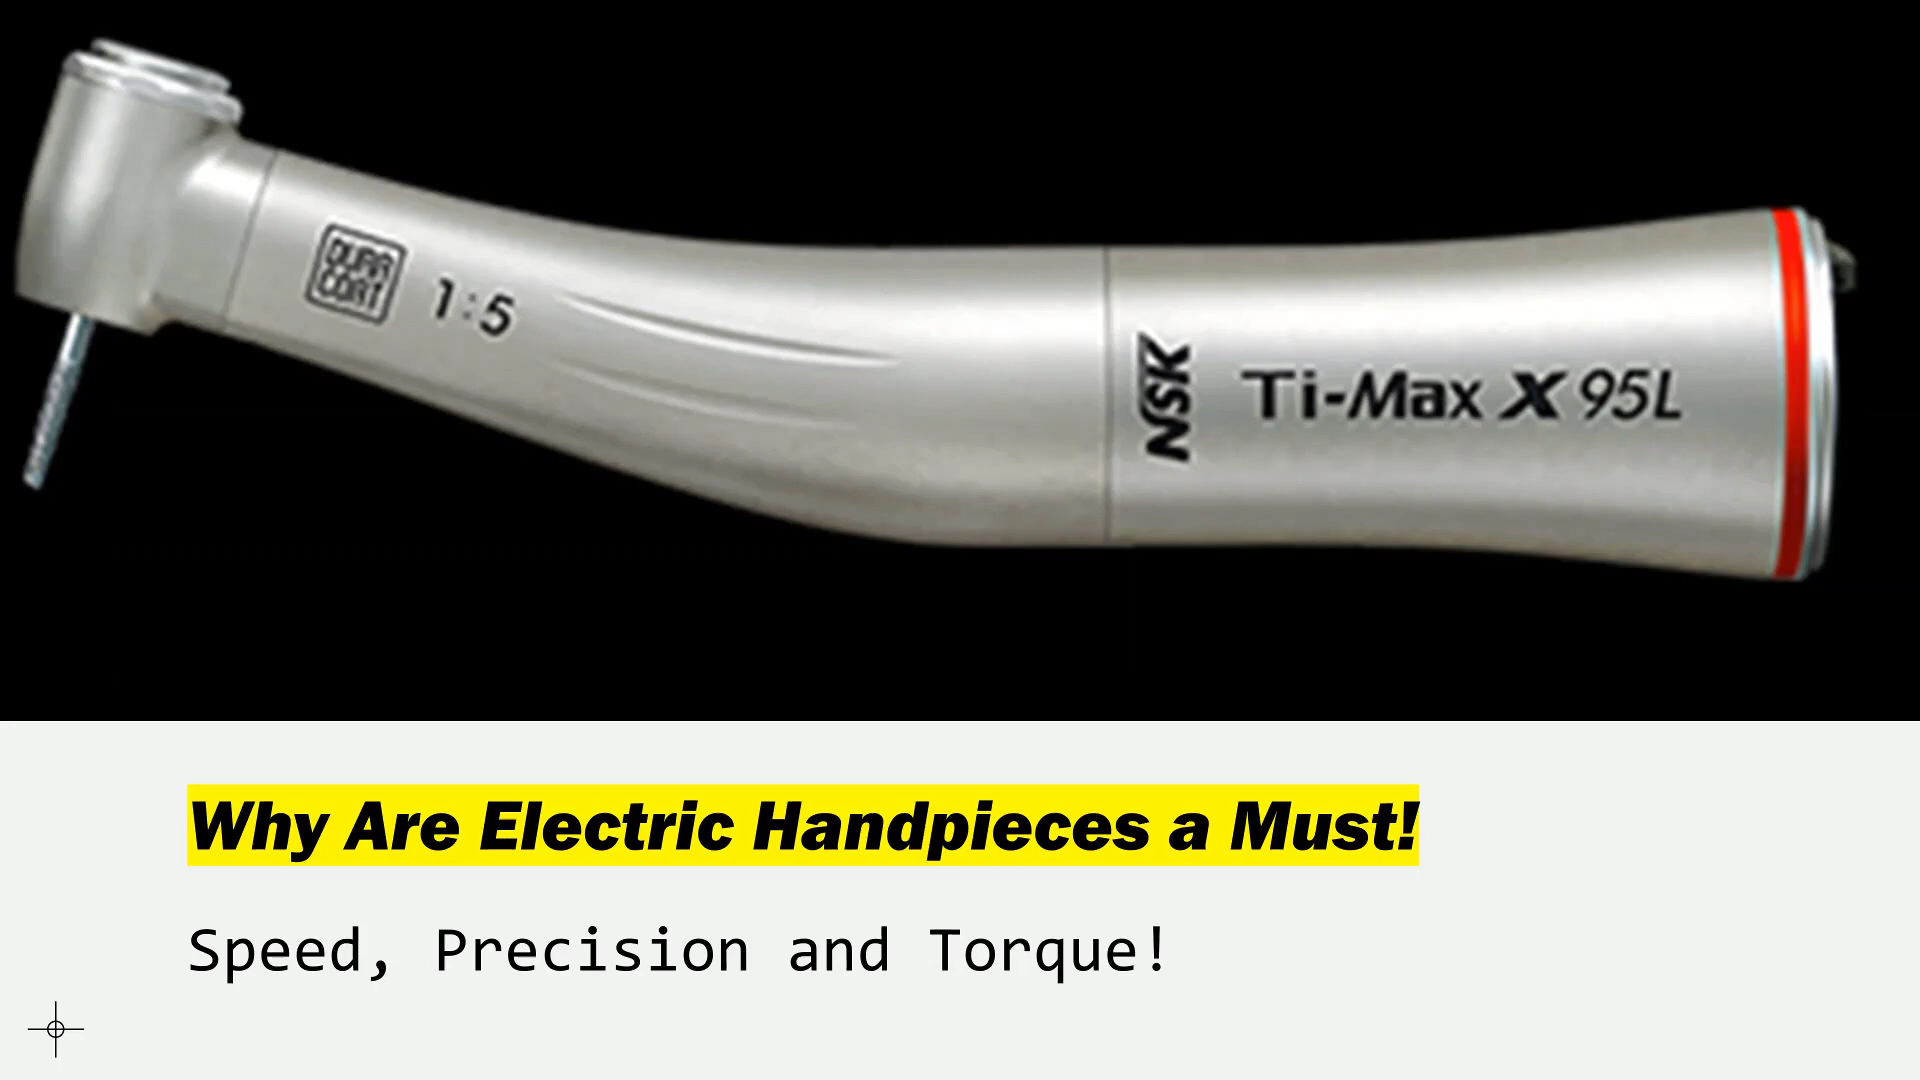 DURA
COAT
1:5
NSK
Ti-Max X 95L
Why Are Electric Handpieces a Must!
Speed, Precision and Torque!